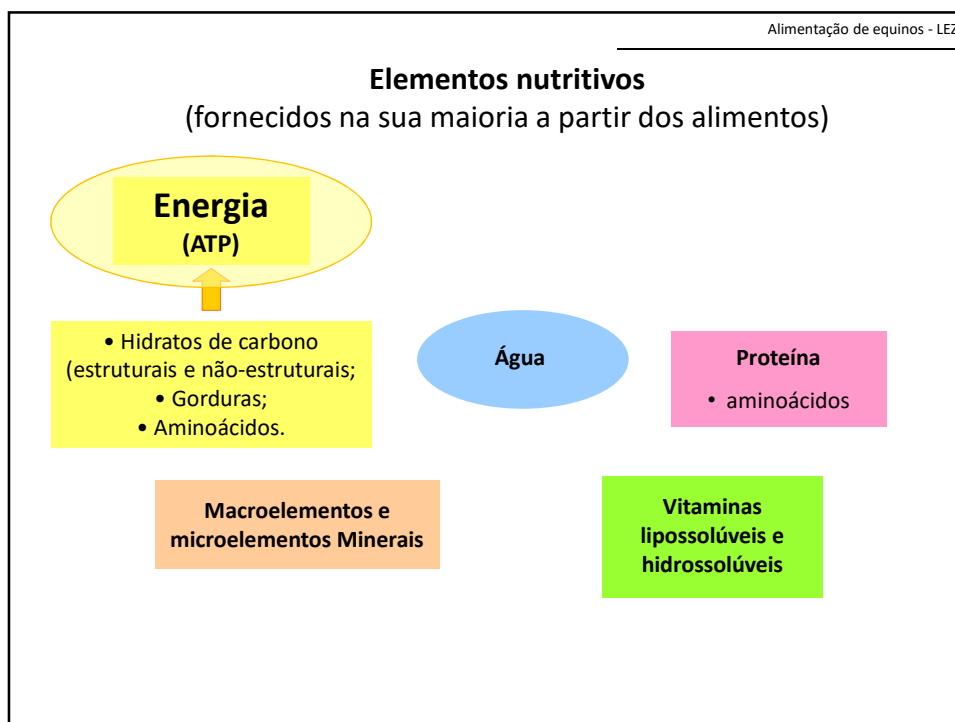 Alimentação de equinos - LEZ
Elementos nutritivos
(fornecidos na sua maioria a partir dos alimentos)
Energia
(ATP)
• Hidratos de carbono
(estruturais e não-estruturais;
• Gorduras;
• Aminoácidos.
Água
Proteína
• aminoácidos
Macroelementos e
microelementos Minerais
Vitaminas
lipossolúveis e
hidrossolúveis